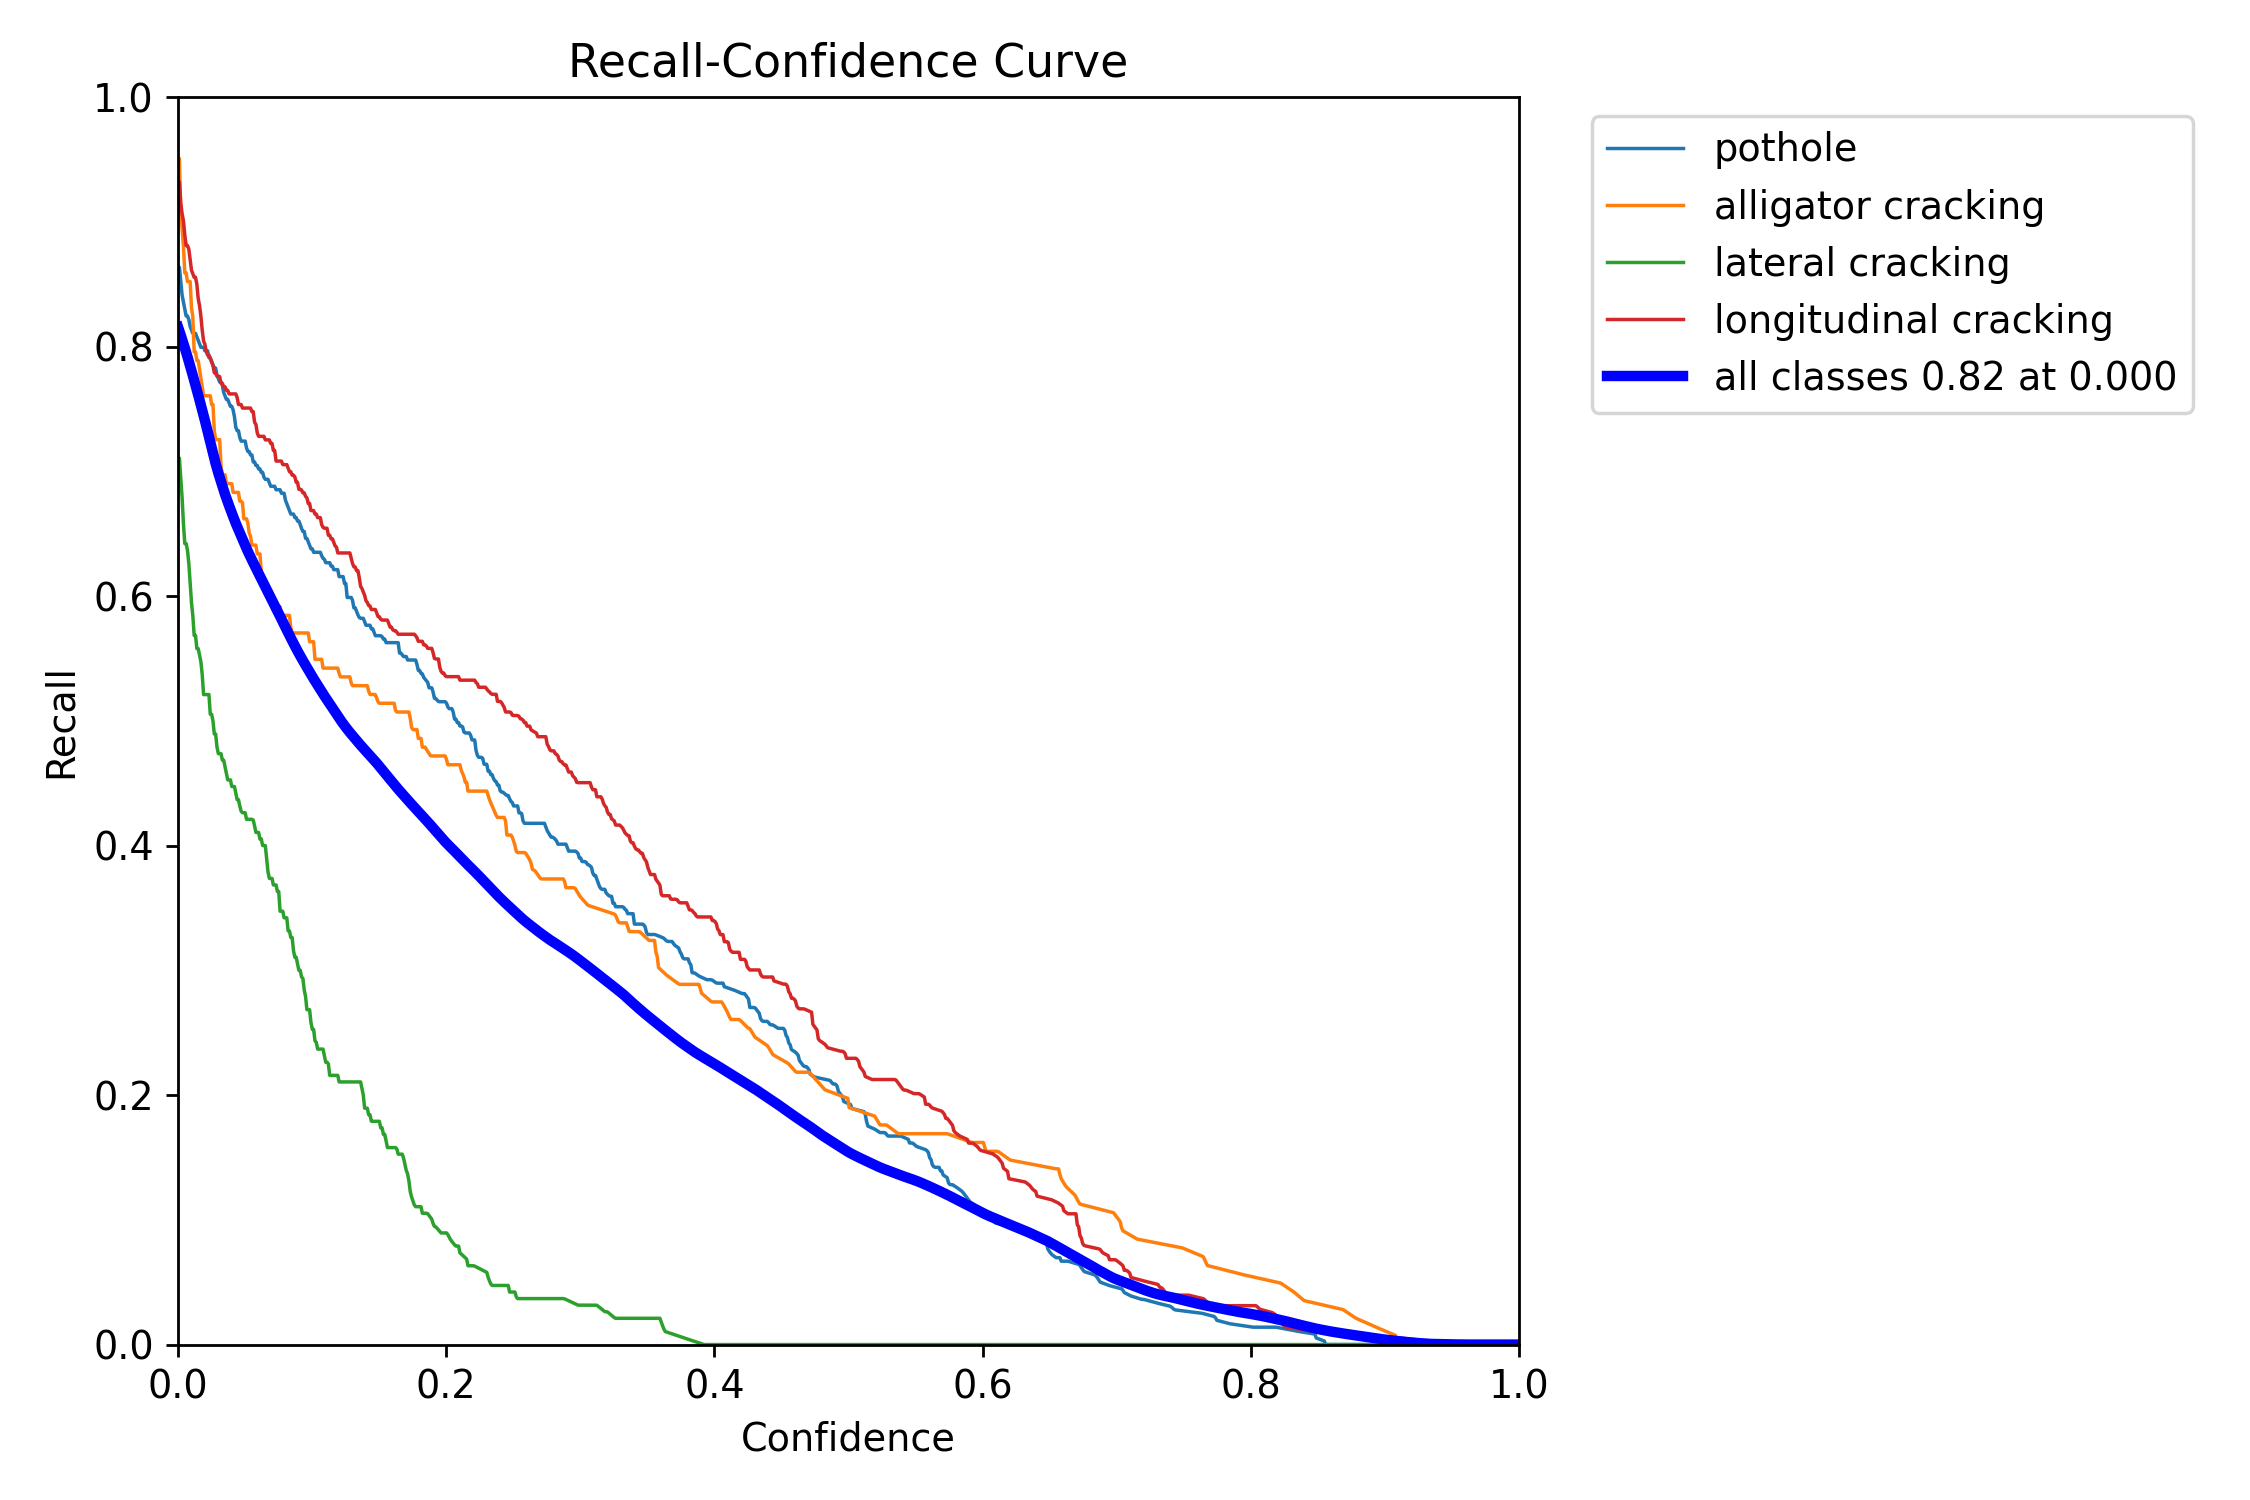 Recall-Confidence Curve
1.0
0.8
0.6
0.4
0.2
0.0
Recall
0.0 0.2 0.4 0.6 0.8 1.0
Confidence
pothole
alligator cracking
lateral cracking
longitudinal cracking
all classes 0.82 at 0.000